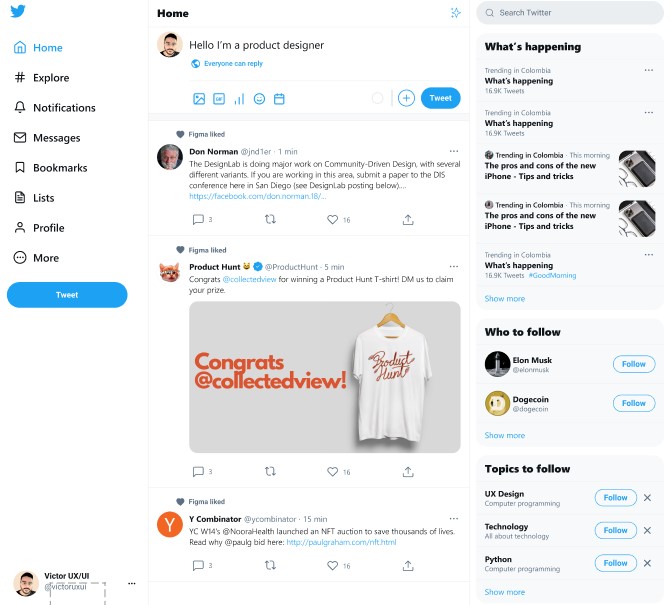 Home
Explore
Notifications
Messages
Bookmarks
Lists
Profile
More
Tweet
Victor UX/UI
@victoruxui
Home
Hello I'm a product designer
Everyone can reply
GIF
Tweet
Figma liked
Don Norman @jnd1er · 1 min
The DesignLab is doing major work on Community-Driven Design, with several
different variants. If you are working in this area, submit a paper to the DIS
conference here in San Diego (see DesignLab posting below)....
https://facebook.com/don.norman.18/...
3
16
Figma liked
Product Hunt @ProductHunt · 5 min
Congrats @collectedview for winning a Product Hunt T-shirt! DM us to claim
your prize.
Congrats
@collectedview!
Product
Hunt
3
16
Figma liked
Y
Y Combinator @ycombinator · 15 min
YC W14's @NooraHealth launched an NFT auction to save thousands of lives.
Read why @paulg bid here: http://paulgraham.com/nft.html
3
16
Search Twitter
What's happening
Trending in Colombia
What's happening
16.9K Tweets
Trending in Colombia
What's happening
16.9K Tweets
Trending in Colombia · This morning
The pros and cons of the new
iPhone - Tips and tricks
Trending in Colombia · This morning
The pros and cons of the new
iPhone - Tips and tricks
Trending in Colombia
What's happening
16.9K Tweets #GoodMorning
Show more
Who to follow
Elon Musk
@elonmusk
Follow
Dogecoin
@dogecoin
Follow
Show more
Topics to follow
UX Design
Computer programming
Follow
Technology
All about technology
Follow
Python
Computer programming
Follow
Show more